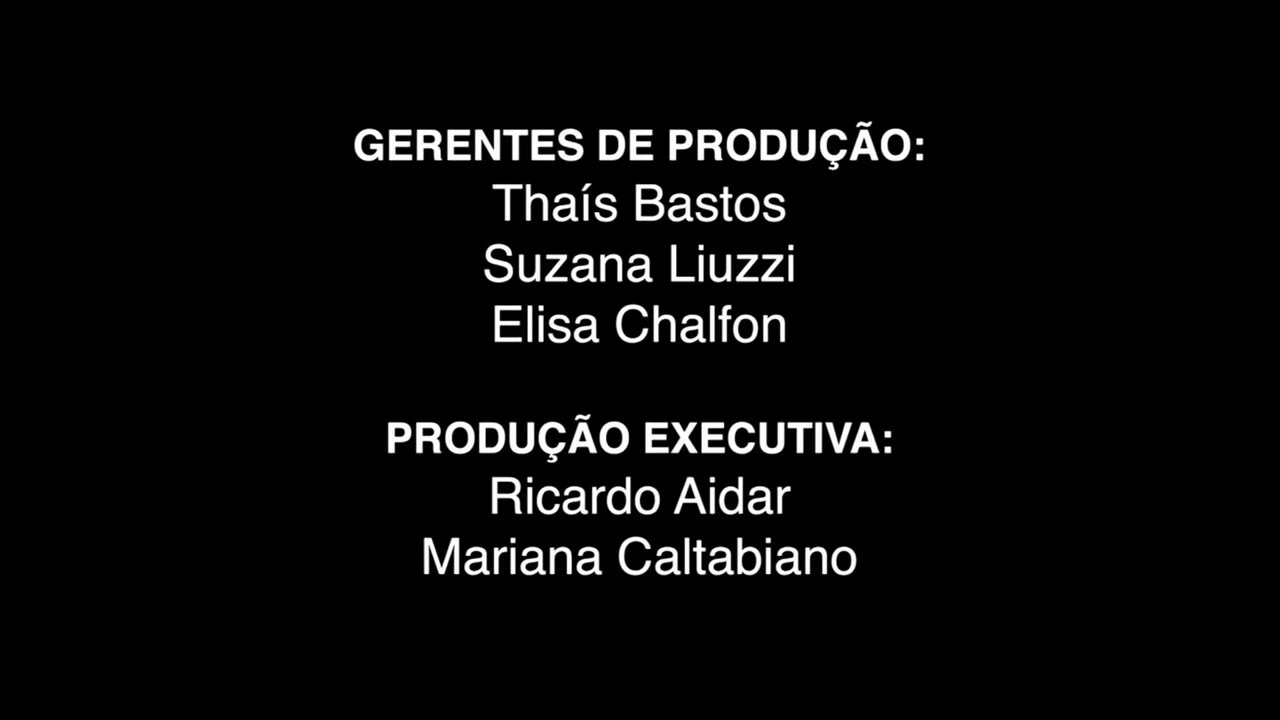 GERENTES DE PRODUÇÃO:
Thaís Bastos
Suzana Liuzzi
Elisa Chalfon
PRODUÇÃO EXECUTIVA:
Ricardo Aidar
Mariana Caltabiano